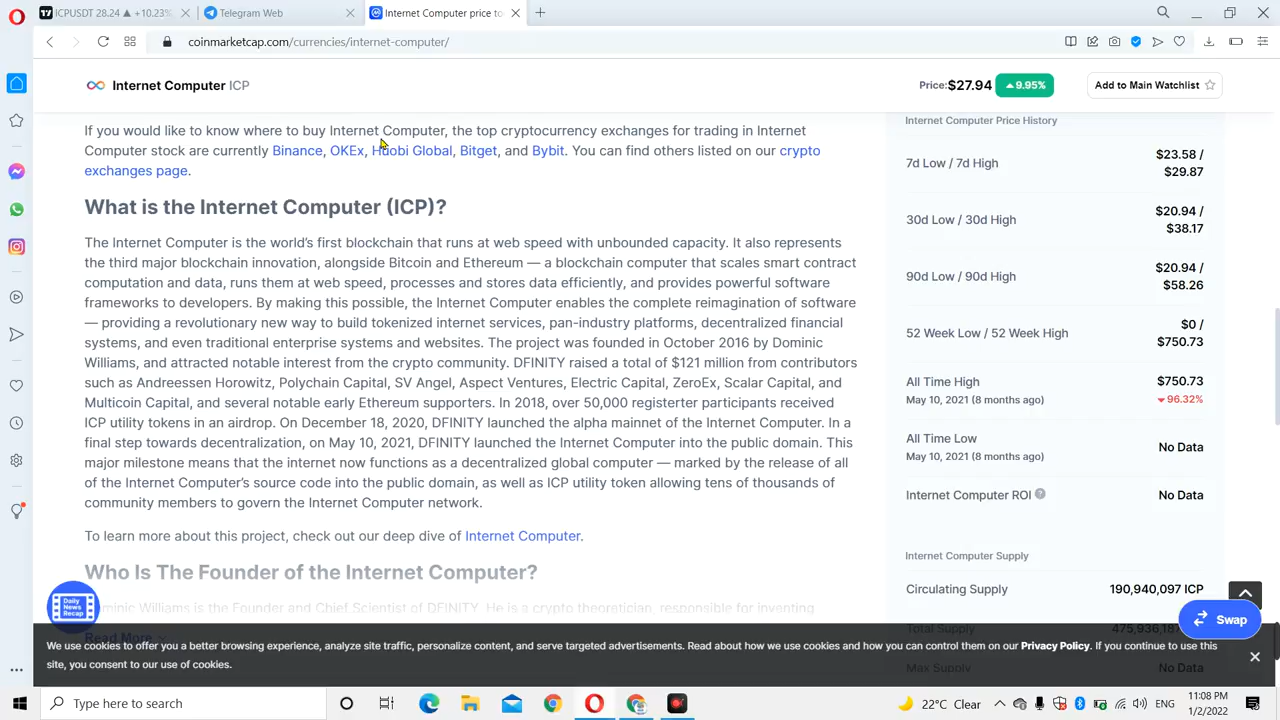 ICPUSDT 28.24 ▲ +10.23%
Telegram Web
Internet Computer price to
coinmarketcap.com/currencies/internet-computer/
Internet Computer ICP
Price: $27.94
9.95%
Add to Main Watchlist
If you would like to know where to buy Internet Computer, the top cryptocurrency exchanges for trading in Internet
Computer stock are currently Binance, OKEx, Huobi Global, Bitget, and Bybit. You can find others listed on our crypto
exchanges page.
What is the Internet Computer (ICP)?
The Internet Computer is the world's first blockchain that runs at web speed with unbounded capacity. It also represents
the third major blockchain innovation, alongside Bitcoin and Ethereum — a blockchain computer that scales smart contract
computation and data, runs them at web speed, processes and stores data efficiently, and provides powerful software
frameworks to developers. By making this possible, the Internet Computer enables the complete reimagination of software
— providing a revolutionary new way to build tokenized internet services, pan-industry platforms, decentralized financial
systems, and even traditional enterprise systems and websites. The project was founded in October 2016 by Dominic
Williams, and attracted notable interest from the crypto community. DFINITY raised a total of $121 million from contributors
such as Andreessen Horowitz, Polychain Capital, SV Angel, Aspect Ventures, Electric Capital, ZeroEx, Scalar Capital, and
Multicoin Capital, and several notable early Ethereum supporters. In 2018, over 50,000 registerter participants received
ICP utility tokens in an airdrop. On December 18, 2020, DFINITY launched the alpha mainnet of the Internet Computer. In a
final step towards decentralization, on May 10, 2021, DFINITY launched the Internet Computer into the public domain. This
major milestone means that the internet now functions as a decentralized global computer — marked by the release of all
of the Internet Computer's source code into the public domain, as well as ICP utility token allowing tens of thousands of
community members to govern the Internet Computer network.
To learn more about this project, check out our deep dive of Internet Computer.
Who Is The Founder of the Internet Computer?
Dominic Williams is the Founder and Chief Scientist of DFINITY. He is a crypto theoretician, responsible for inventing
Read More
Daily
News
Recap
Internet Computer Price History
7d Low / 7d High
$23.58 /
$29.87
30d Low / 30d High
$20.94 /
$38.17
90d Low / 90d High
$20.94 /
$58.26
52 Week Low / 52 Week High
$0 /
$750.73
All Time High
$750.73
May 10, 2021 (8 months ago)
96.32%
All Time Low
May 10, 2021 (8 months ago)
No Data
Internet Computer ROI
No Data
Internet Computer Supply
Circulating Supply
190,940,097 ICP
Total Supply
Max Supply
No Data
Swap
We use cookies to offer you a better browsing experience, analyze site traffic, personalize content, and serve targeted advertisements. Read about how we use cookies and how you can control them on our Privacy Policy. If you continue to use this
site, you consent to our use of cookies.
Type here to search
22°C Clear
ENG
11:08 PM
1/2/2022